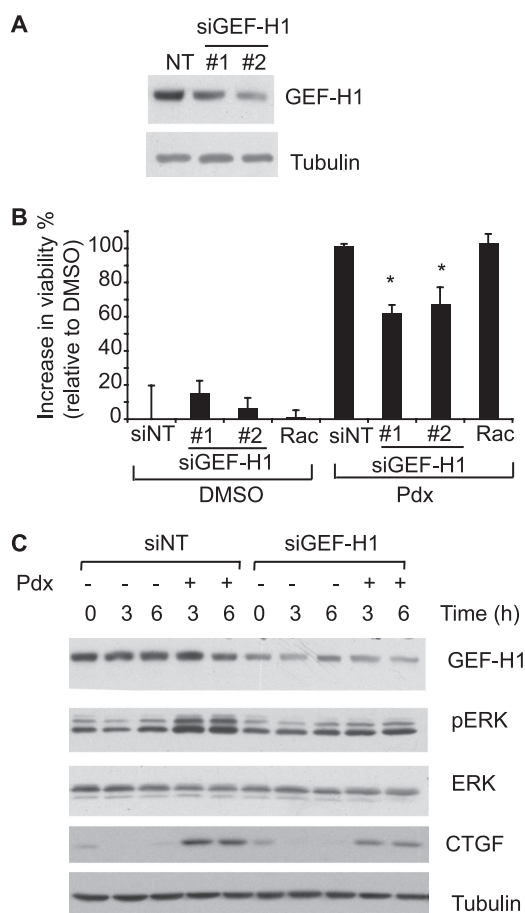 A
siGEF-H1
NT #1 #2
GEF-H1
Tubulin
B
Increase in viability %
(relative to DMSO)
100
80
60
40
20
0
* *
siNT #1 #2 Rac siNT #1 #2 Rac
siGEF-H1 siGEF-H1
DMSO Pdx
C
siNT siGEF-H1
Pdx - - - + + - - - + +
0 3 6 3 6 0 3 6 3 6 Time (h)
GEF-H1
pERK
ERK
CTGF
Tubulin